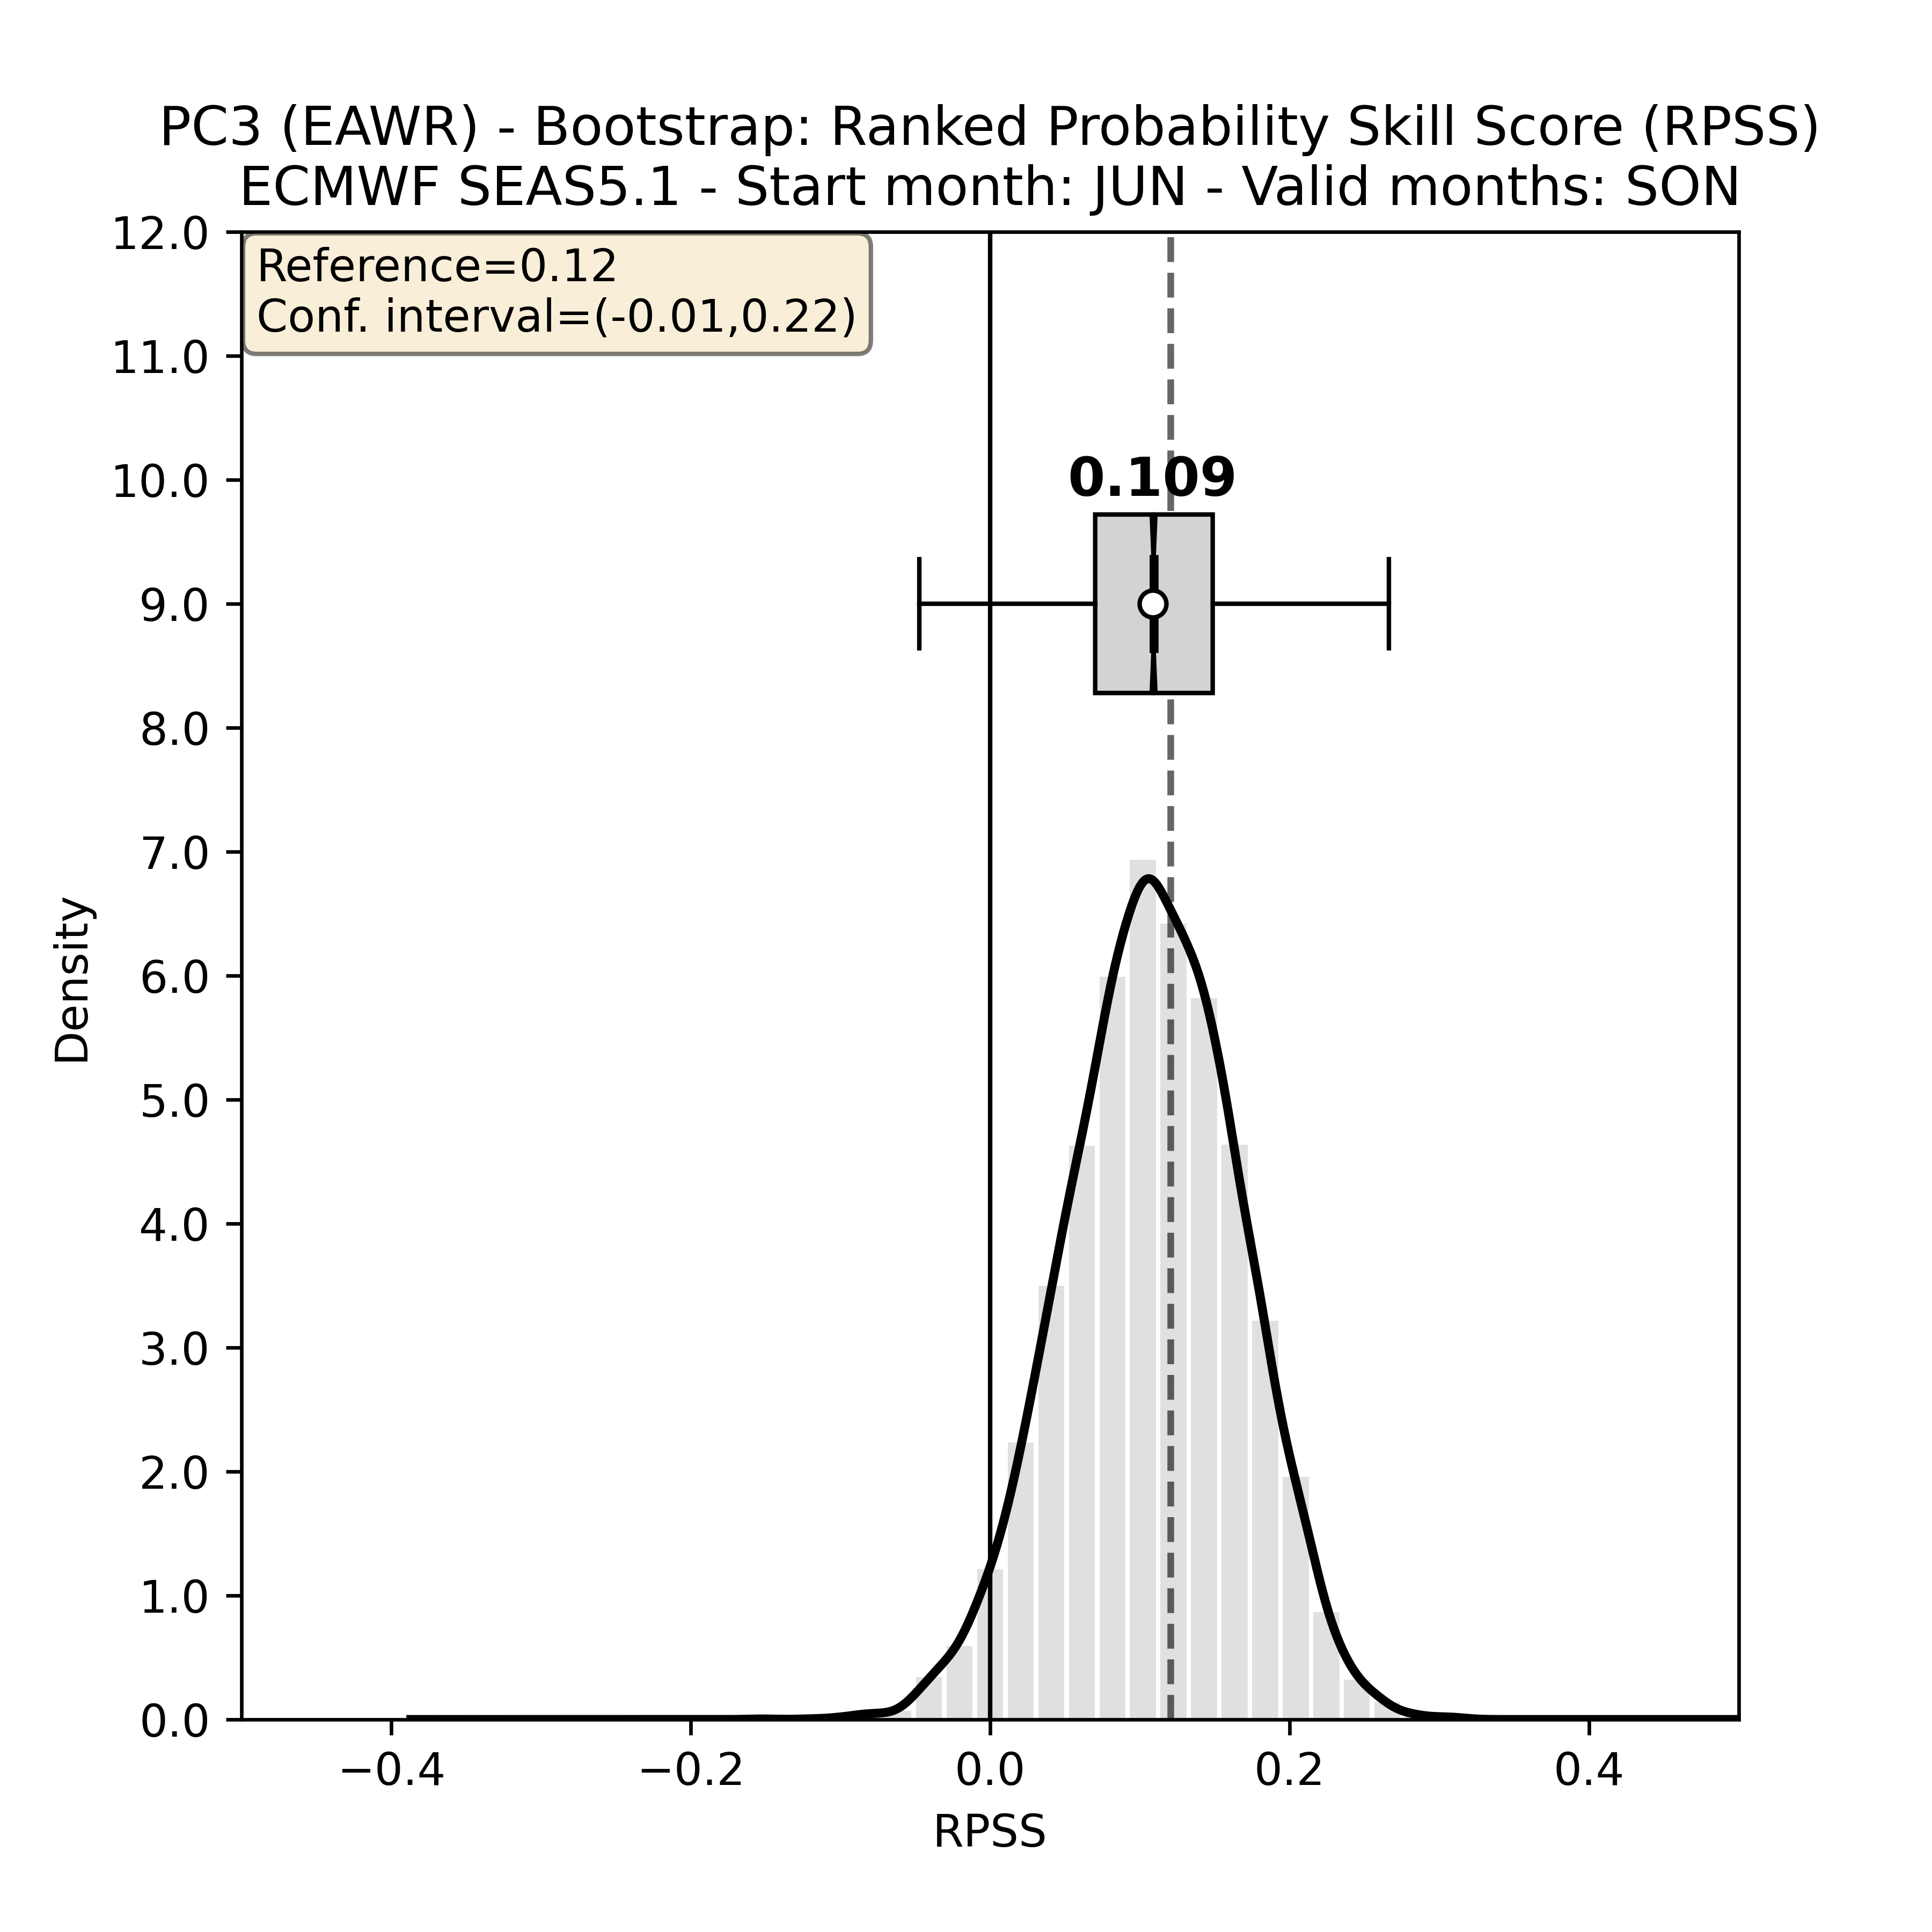 PC3 (EAWR) - Bootstrap: Ranked Probability Skill Score (RPSS)
ECMWF SEAS5.1 - Start month: JUN - Valid months: SON
Reference=0.12
Conf. interval=(-0.01,0.22)
0.109
12.0
11.0
10.0
9.0
8.0
7.0
6.0
5.0
4.0
3.0
2.0
1.0
0.0
Density
−0.4 −0.2 0.0 0.2 0.4
RPSS